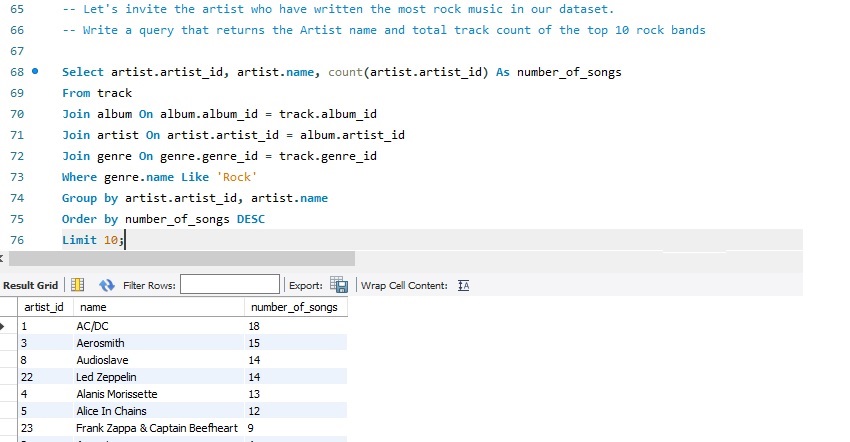 65 -- Let's invite the artist who have written the most rock music in our dataset.
66 -- Write a query that returns the Artist name and total track count of the top 10 rock bands
67
68 Select artist.artist_id, artist.name, count(artist.artist_id) As number_of_songs
69 From track
70 Join album On album.album_id = track.album_id
71 Join artist On artist.artist_id = album.artist_id
72 Join genre On genre.genre_id = track.genre_id
73 Where genre.name Like 'Rock'
74 Group by artist.artist_id, artist.name
75 Order by number_of_songs DESC
76 Limit 10;
Result Grid Filter Rows: Export: Wrap Cell Content:
artist_id name number_of_songs
1 AC/DC 18
3 Aerosmith 15
8 Audioslave 14
22 Led Zeppelin 14
4 Alanis Morissette 13
5 Alice In Chains 12
23 Frank Zappa & Captain Beefheart 9